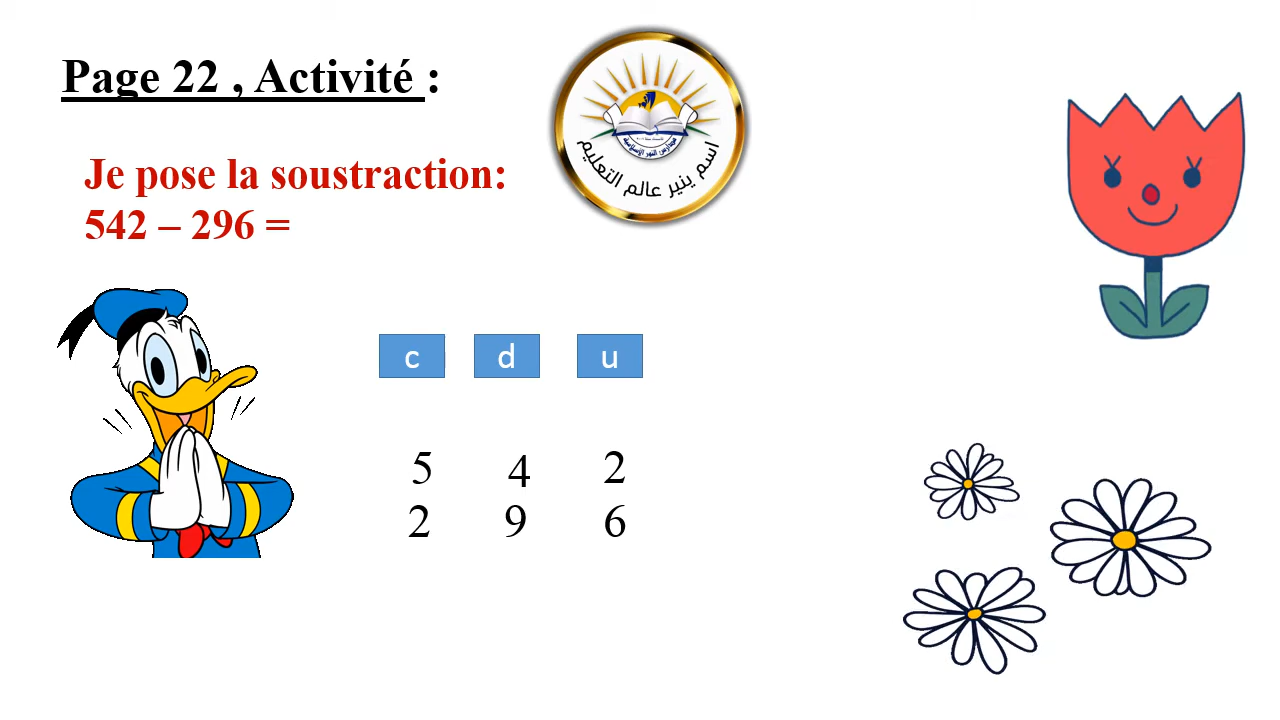 Page 22 , Activité :
Je pose la soustraction:
542 – 296 =
اسم ينير عالم التعليم
c d u
5 4 2
2 9 6